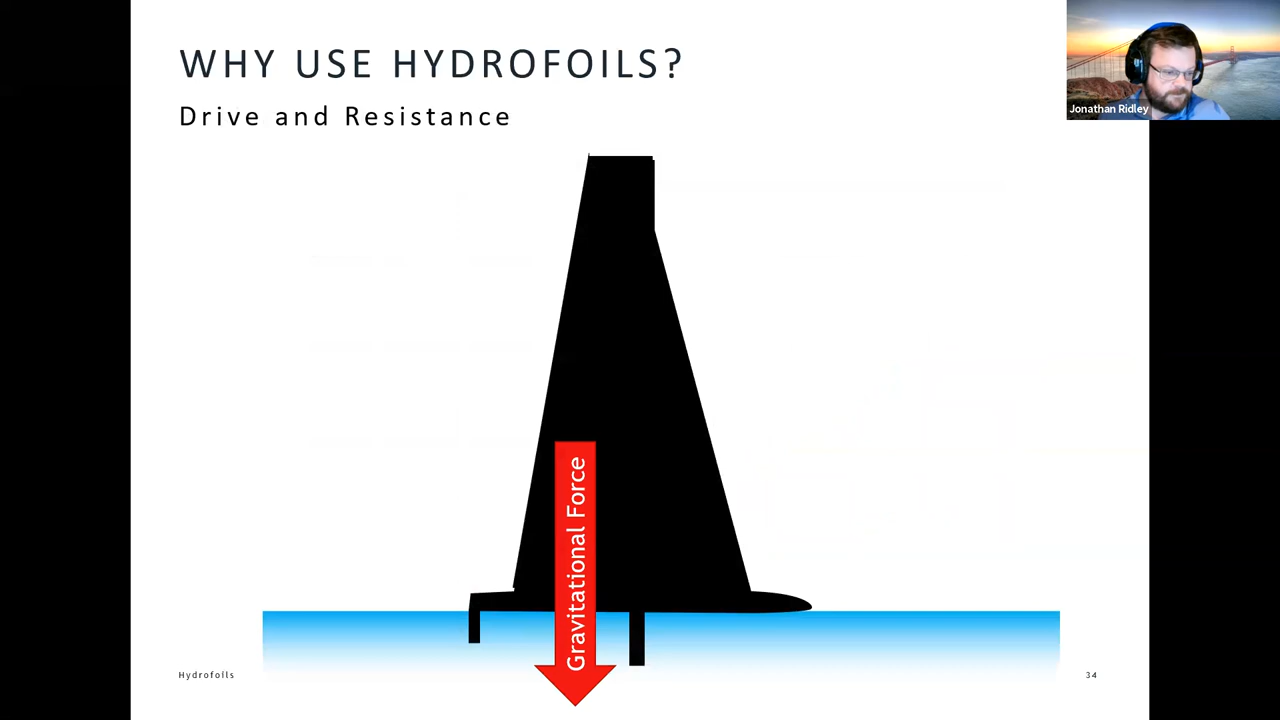 WHY USE HYDROFOILS?
Drive and Resistance
Jonathan Ridley
Gravitational Force
Hydrofoils
34